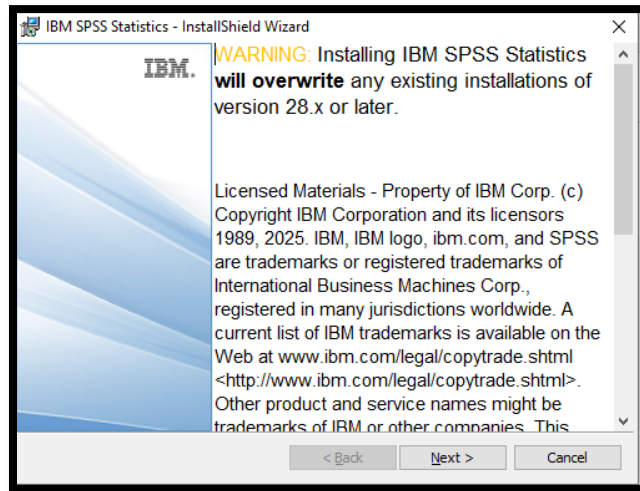 IBM SPSS Statistics - InstallShield Wizard
IBM.
WARNING: Installing IBM SPSS Statistics
will overwrite any existing installations of
version 28.x or later.
Licensed Materials - Property of IBM Corp. (c)
Copyright IBM Corporation and its licensors
1989, 2025. IBM, IBM logo, ibm.com, and SPSS
are trademarks or registered trademarks of
International Business Machines Corp.,
registered in many jurisdictions worldwide. A
current list of IBM trademarks is available on the
Web at www.ibm.com/legal/copytrade.shtml
<http://www.ibm.com/legal/copytrade.shtml>.
Other product and service names might be
trademarks of IBM or other companies. This
< Back
Next >
Cancel